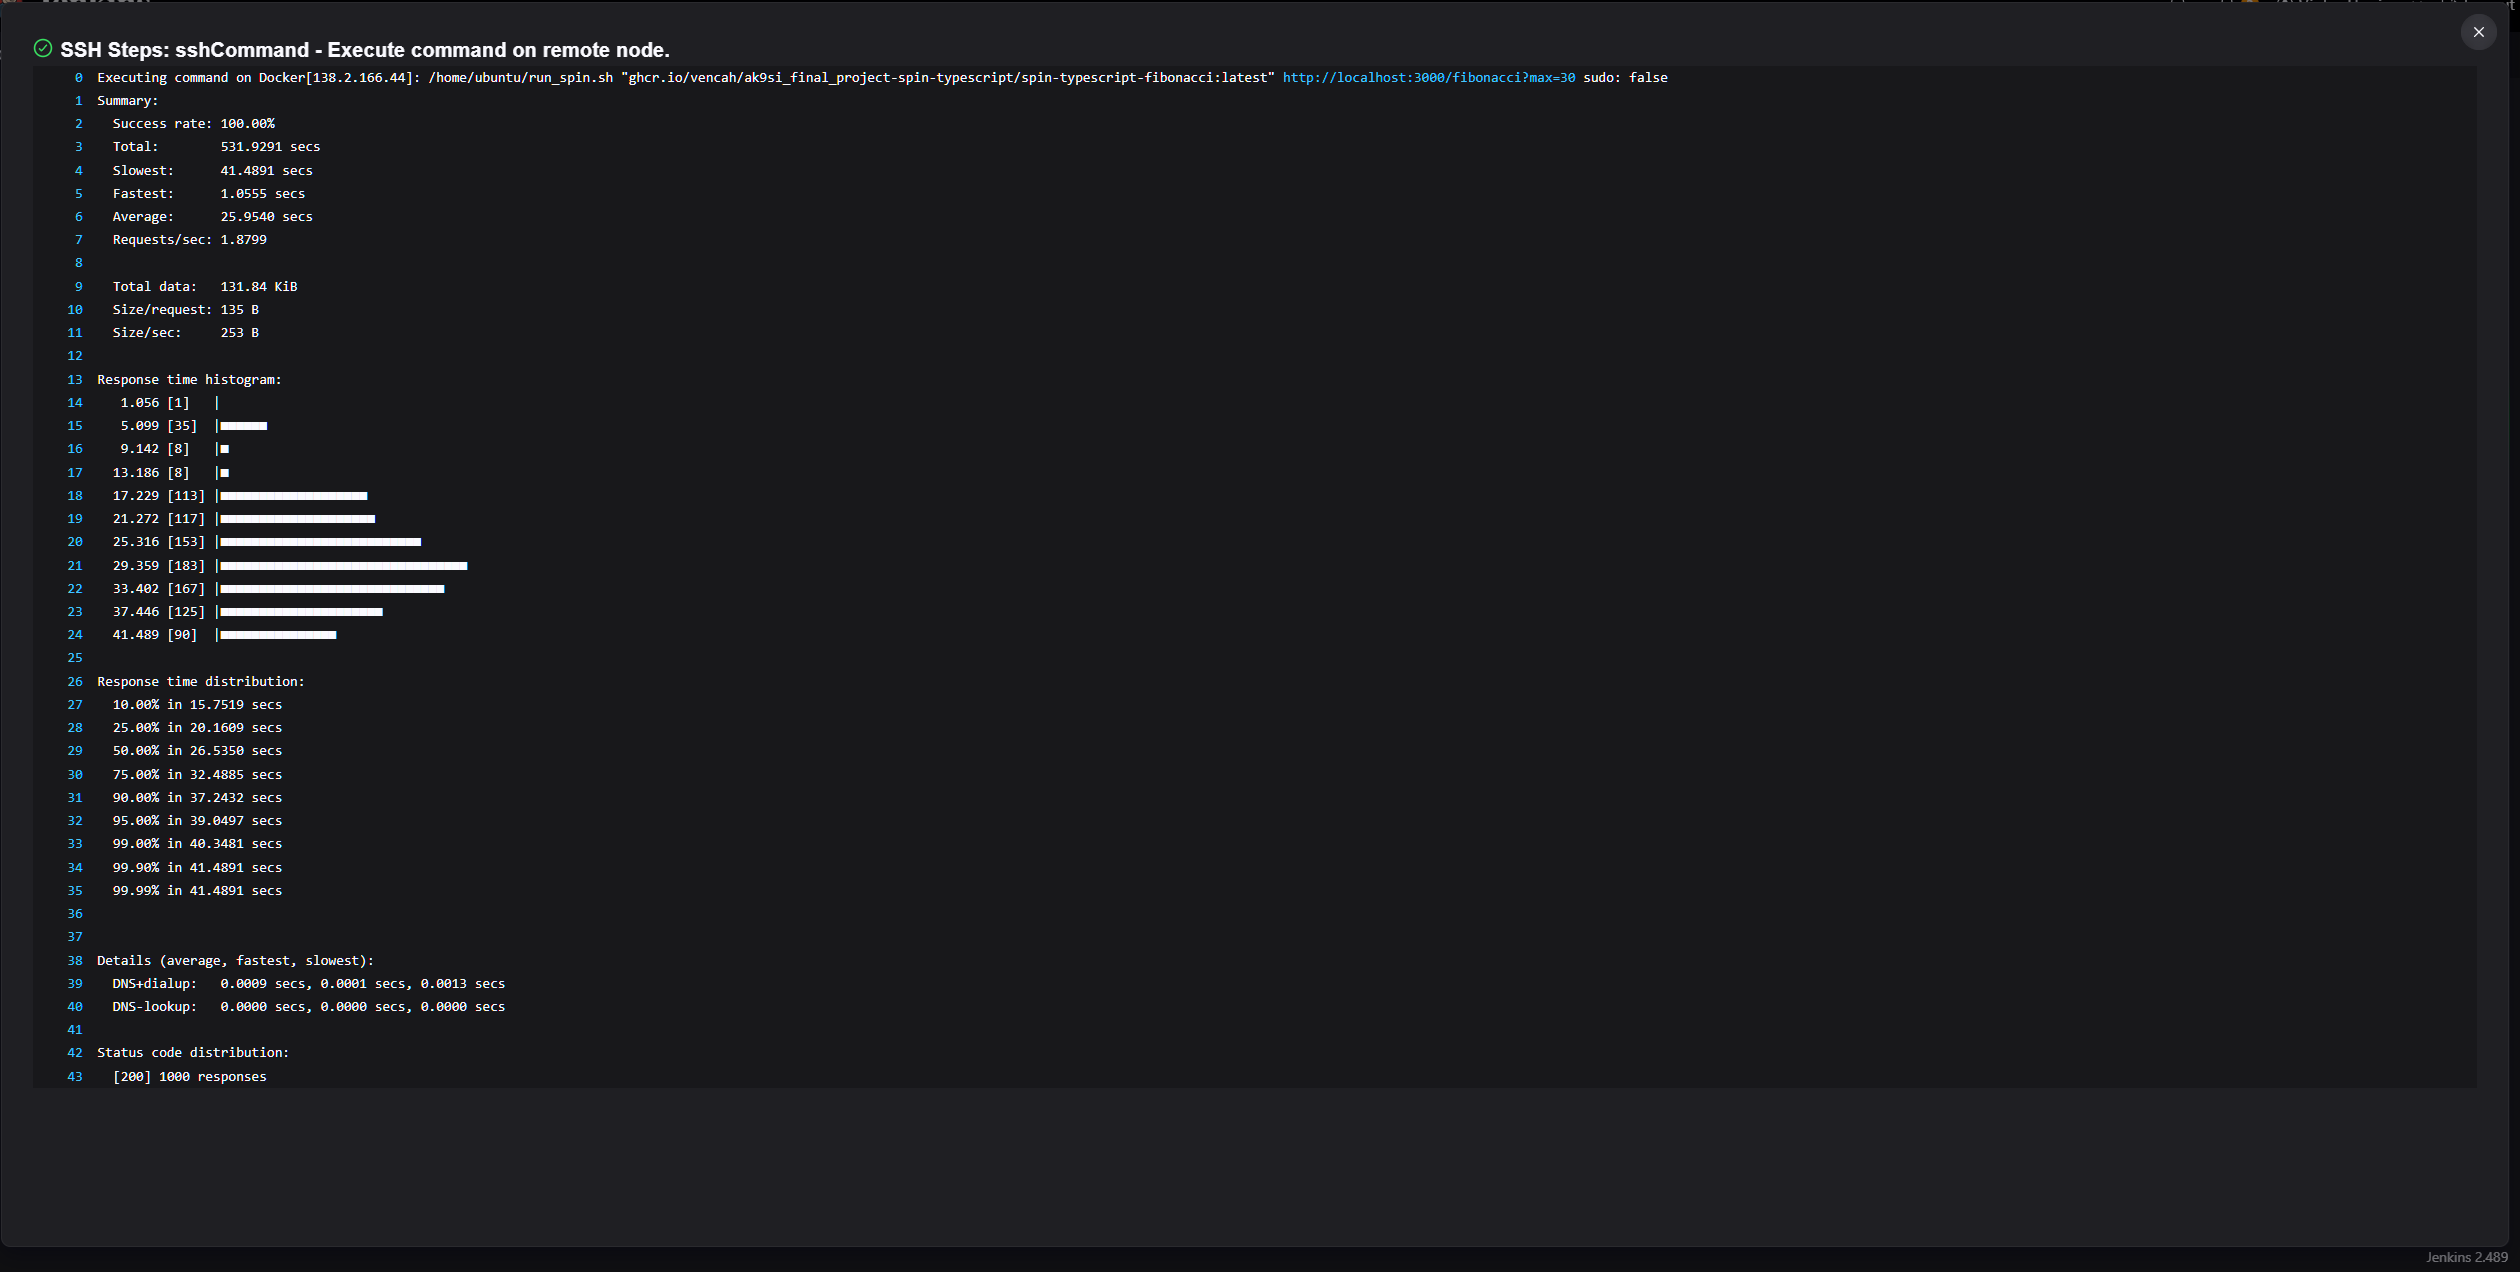 SSH Steps: sshCommand - Execute command on remote node.
0 Executing command on Docker[138.2.166.44]: /home/ubuntu/run_spin.sh "ghcr.io/vencah/ak9si_final_project-spin-typescript/spin-typescript-fibonacci:latest" http://localhost:3000/fibonacci?max=30 sudo: false
1 Summary:
2 Success rate: 100.00%
3 Total: 531.9291 secs
4 Slowest: 41.4891 secs
5 Fastest: 1.0555 secs
6 Average: 25.9540 secs
7 Requests/sec: 1.8799
8
9 Total data: 131.84 KiB
10 Size/request: 135 B
11 Size/sec: 253 B
12
13 Response time histogram:
14 1.056 [1] |
15 5.099 [35] |■■■■■■
16 9.142 [8] |■
17 13.186 [8] |■
18 17.229 [113] |■■■■■■■■■■■■■■■■■■■
19 21.272 [117] |■■■■■■■■■■■■■■■■■■■■
20 25.316 [153] |■■■■■■■■■■■■■■■■■■■■■■■■■■
21 29.359 [183] |■■■■■■■■■■■■■■■■■■■■■■■■■■■■■■■■
22 33.402 [167] |■■■■■■■■■■■■■■■■■■■■■■■■■■■■■
23 37.446 [125] |■■■■■■■■■■■■■■■■■■■■■
24 41.489 [90] |■■■■■■■■■■■■■■■
25
26 Response time distribution:
27 10.00% in 15.7519 secs
28 25.00% in 20.1609 secs
29 50.00% in 26.5350 secs
30 75.00% in 32.4885 secs
31 90.00% in 37.2432 secs
32 95.00% in 39.0497 secs
33 99.00% in 40.3481 secs
34 99.90% in 41.4891 secs
35 99.99% in 41.4891 secs
36
37
38 Details (average, fastest, slowest):
39 DNS+dialup: 0.0009 secs, 0.0001 secs, 0.0013 secs
40 DNS-lookup: 0.0000 secs, 0.0000 secs, 0.0000 secs
41
42 Status code distribution:
43 [200] 1000 responses
Jenkins 2.489